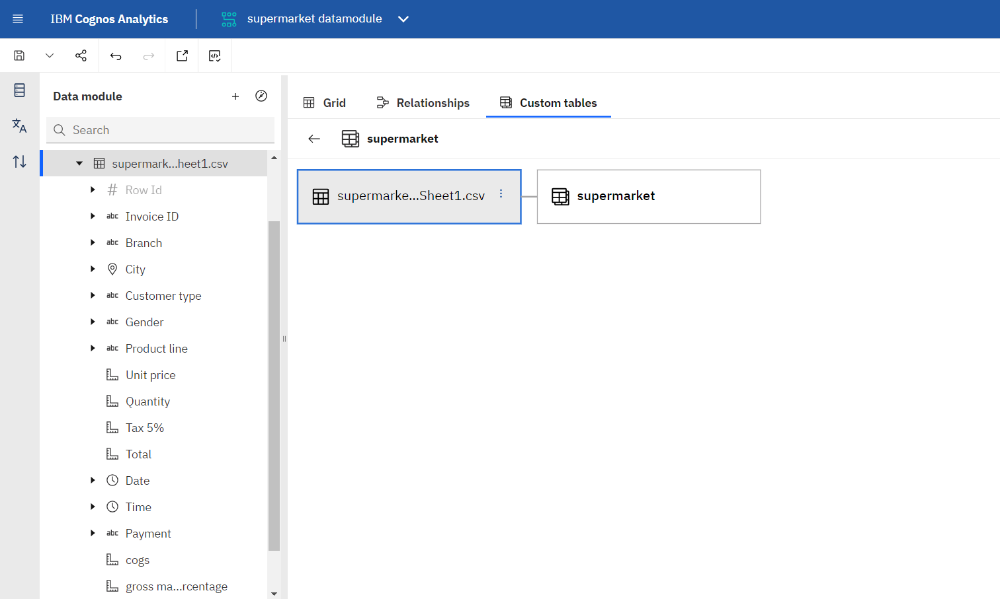 IBM Cognos Analytics
supermarket datamodule
Data module
Search
supermark...heet1.csv
Row Id
abc Invoice ID
abc Branch
City
abc Customer type
abc Gender
abc Product line
Unit price
Quantity
Tax 5%
Total
Date
Time
abc Payment
cogs
gross ma...rcentage
Grid
Relationships
Custom tables
supermarket
supermarke...Sheet1.csv
supermarket